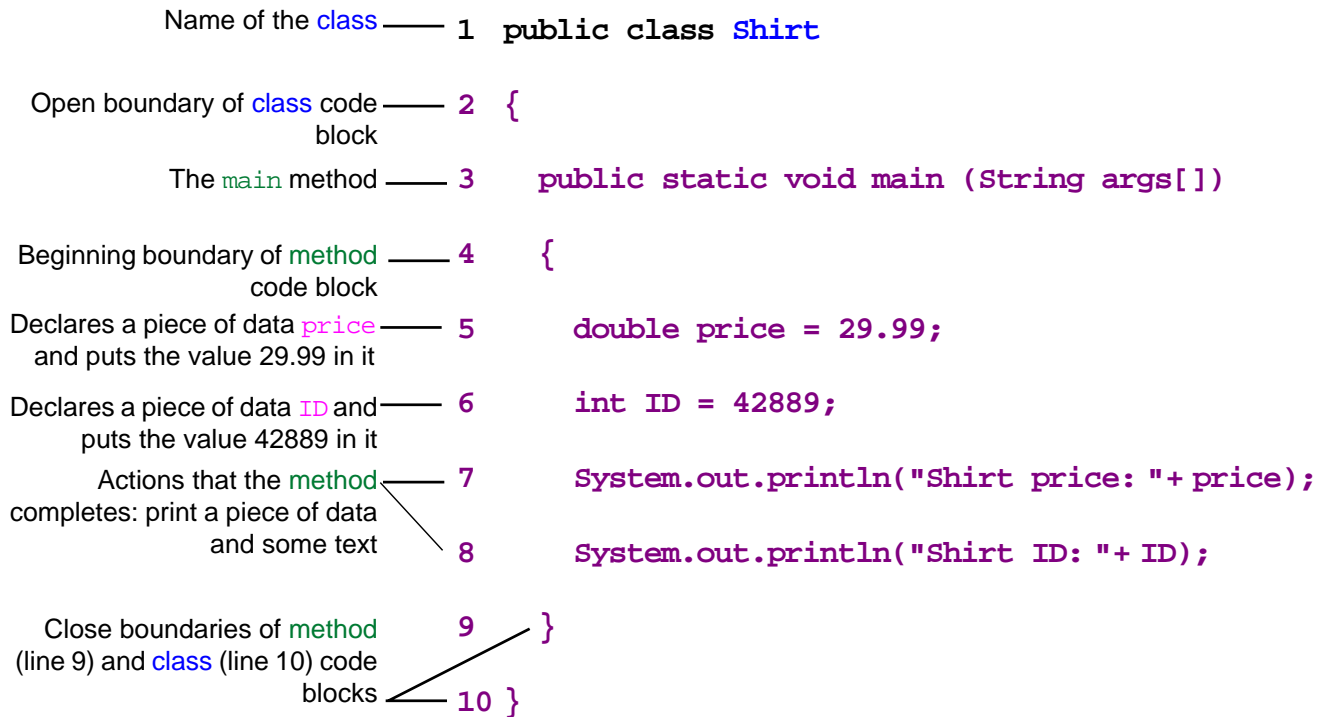 Name of the class
1 public class Shirt
Open boundary of class code
block
2 {
The main method
3 public static void main (String args[])
Beginning boundary of method
code block
4 {
Declares a piece of data price
and puts the value 29.99 in it
5 double price = 29.99;
Declares a piece of data ID and
puts the value 42889 in it
6 int ID = 42889;
Actions that the method
completes: print a piece of data
and some text
7 System.out.println("Shirt price: "+ price);
8 System.out.println("Shirt ID: "+ ID);
Close boundaries of method
(line 9) and class (line 10) code
blocks
9 }
10 }